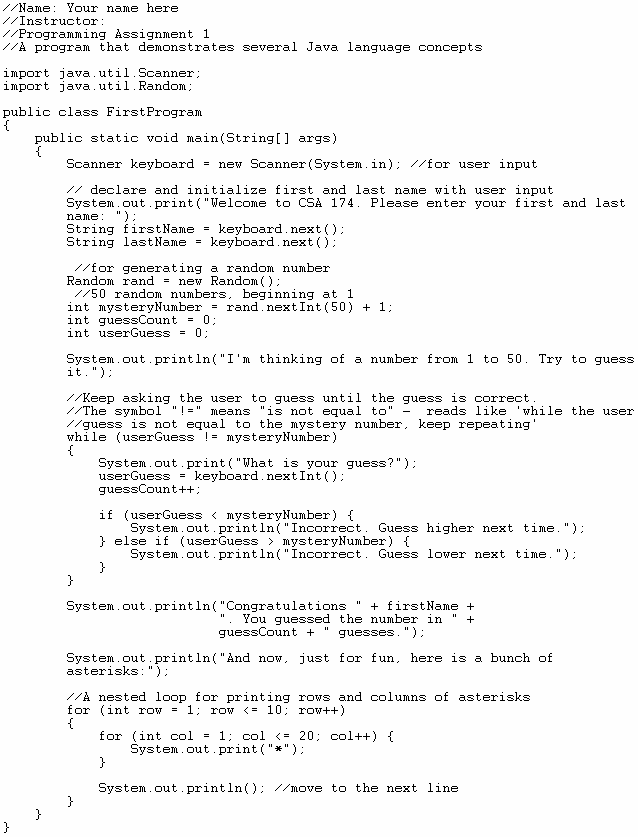 //Name: Your name here
//Instructor:
//Programming Assignment 1
//A program that demonstrates several Java language concepts
import java.util.Scanner;
import java.util.Random;
public class FirstProgram
{
    public static void main(String[] args)
    {
        Scanner keyboard = new Scanner(System.in); //for user input
        // declare and initialize first and last name with user input
        System.out.print("Welcome to CSA 174. Please enter your first and last
        name: ");
        String firstName = keyboard.next();
        String lastName = keyboard.next();
         //for generating a random number
        Random rand = new Random();
         //50 random numbers, beginning at 1
        int mysteryNumber = rand.nextInt(50) + 1;
        int guessCount = 0;
        int userGuess = 0;
        System.out.println("I'm thinking of a number from 1 to 50. Try to guess
        it.");
        //Keep asking the user to guess until the guess is correct.
        //The symbol "!=" means "is not equal to" –  reads like 'while the user
        //guess is not equal to the mystery number, keep repeating'
        while (userGuess != mysteryNumber)
        {
            System.out.print("What is your guess?");
            userGuess = keyboard.nextInt();
            guessCount++;
            if (userGuess < mysteryNumber) {
                System.out.println("Incorrect. Guess higher next time.");
            } else if (userGuess > mysteryNumber) {
                System.out.println("Incorrect. Guess lower next time.");
            }
        }
        System.out.println("Congratulations " + firstName +
                           ". You guessed the number in " +
                           guessCount + " guesses.");
        System.out.println("And now, just for fun, here is a bunch of
        asterisks:");
        //A nested loop for printing rows and columns of asterisks
        for (int row = 1; row <= 10; row++)
        {
            for (int col = 1; col <= 20; col++) {
                System.out.print("*");
            }
            System.out.println(); //move to the next line
        }
    }
}